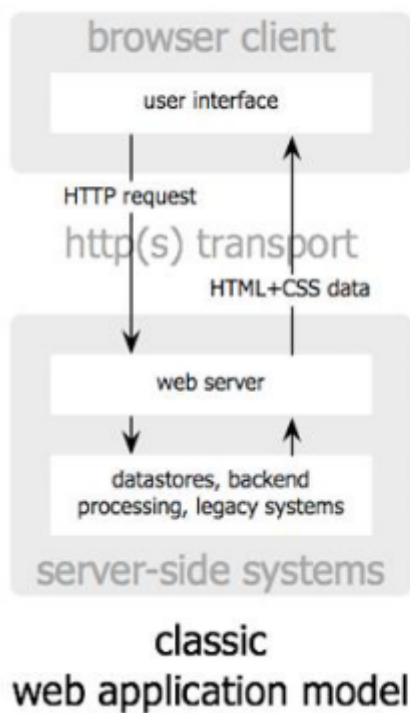 browser client
user interface
HTTP request
http(s) transport
HTML+CSS data
web server
datastores, backend
processing, legacy systems
server-side systems
classic
web application model